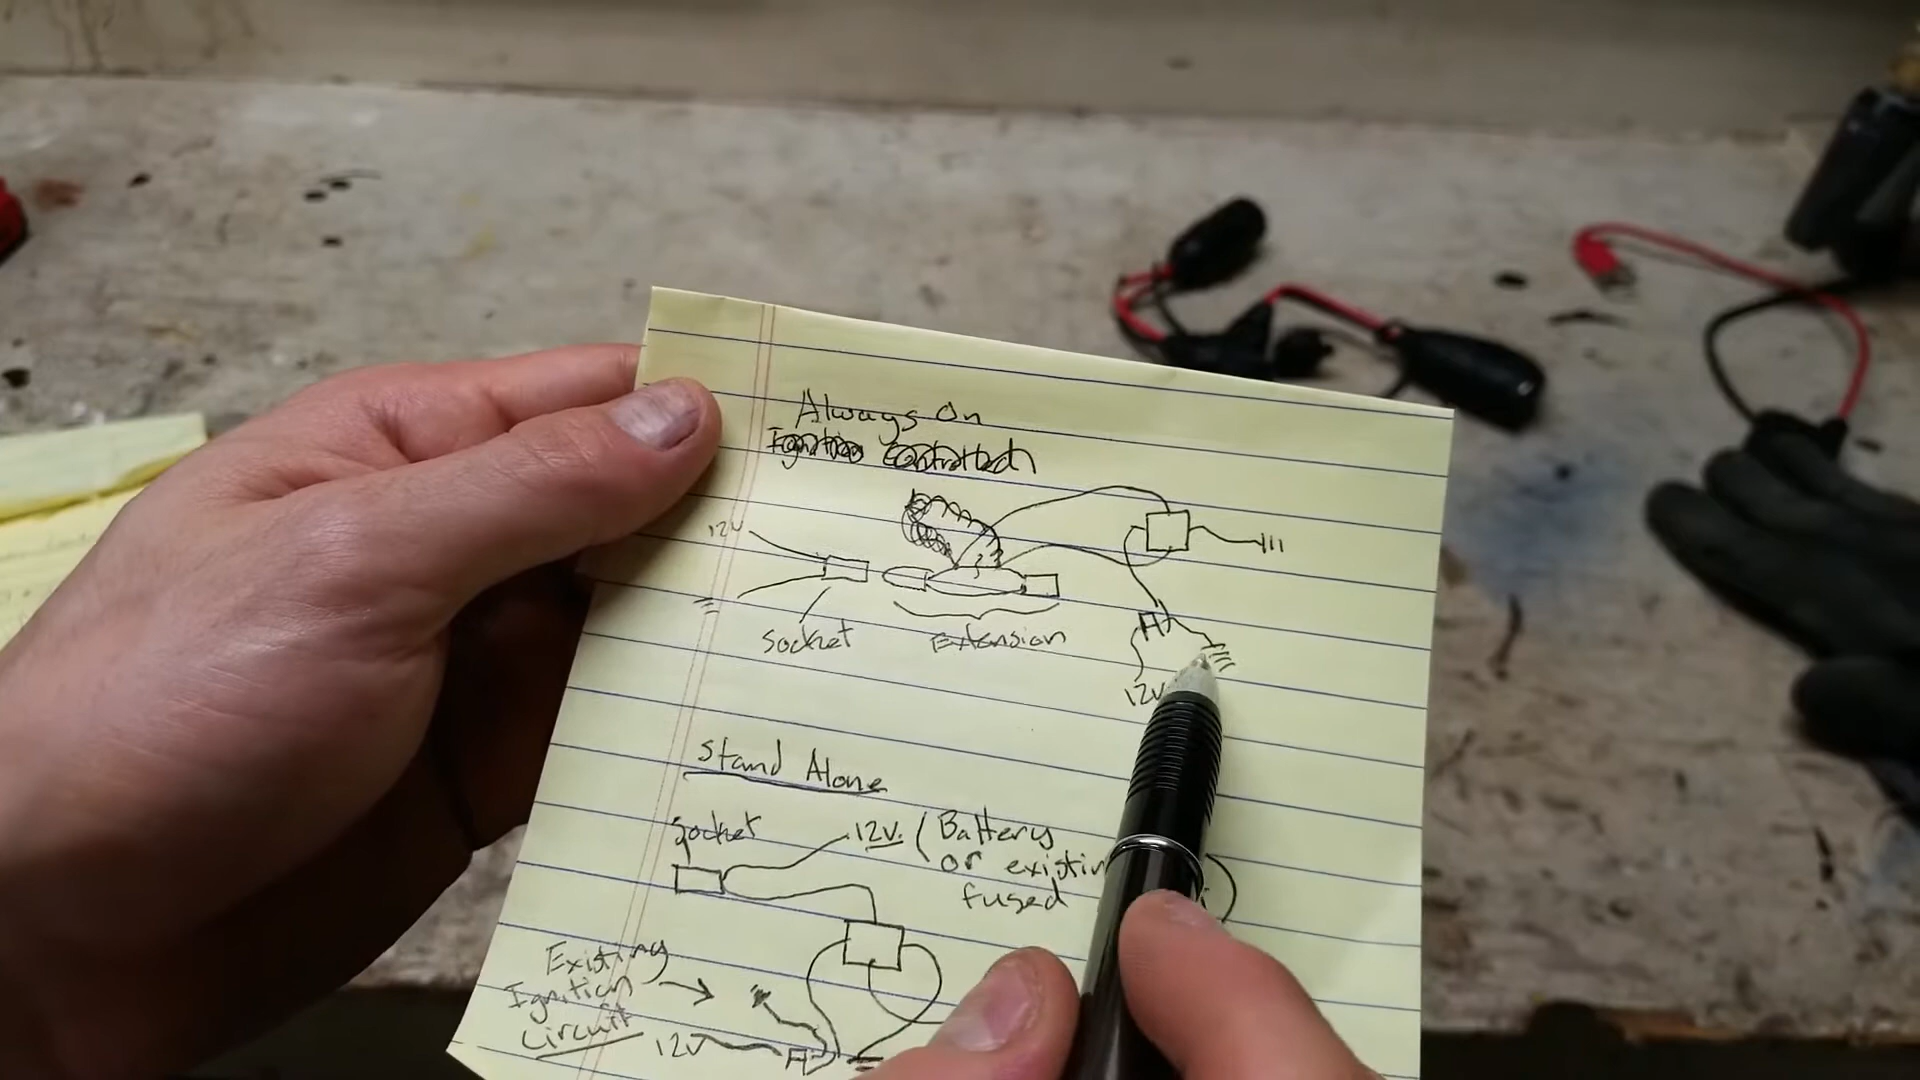 Always On
Ignition Controlled
12V
socket
Extension
12V
Stand Alone
socket
12V. (Battery
or existin
fused
Existing
Ignition
circuit
12V